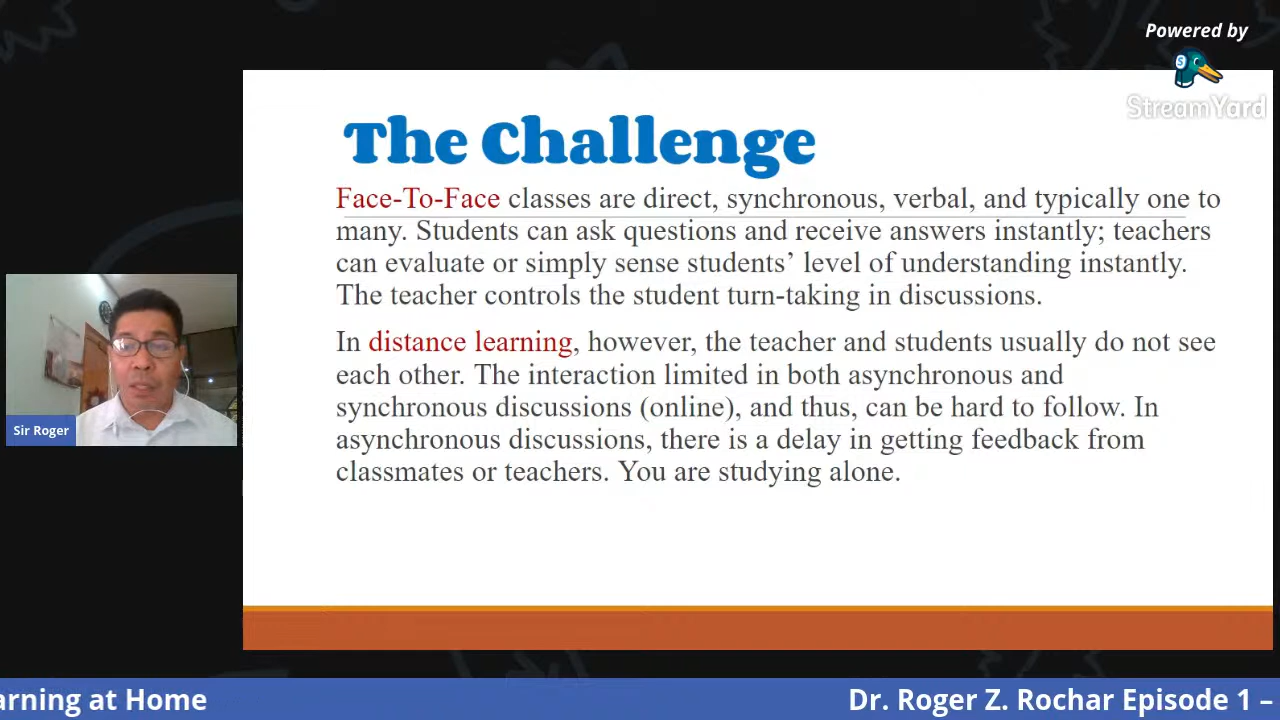 Powered by
StreamYard
The Challenge
Face-To-Face classes are direct, synchronous, verbal, and typically one to
many. Students can ask questions and receive answers instantly; teachers
can evaluate or simply sense students’ level of understanding instantly.
The teacher controls the student turn-taking in discussions.
In distance learning, however, the teacher and students usually do not see
each other. The interaction limited in both asynchronous and
synchronous discussions (online), and thus, can be hard to follow. In
asynchronous discussions, there is a delay in getting feedback from
classmates or teachers. You are studying alone.
Sir Roger
arning at Home
Dr. Roger Z. Rochar Episode 1 –